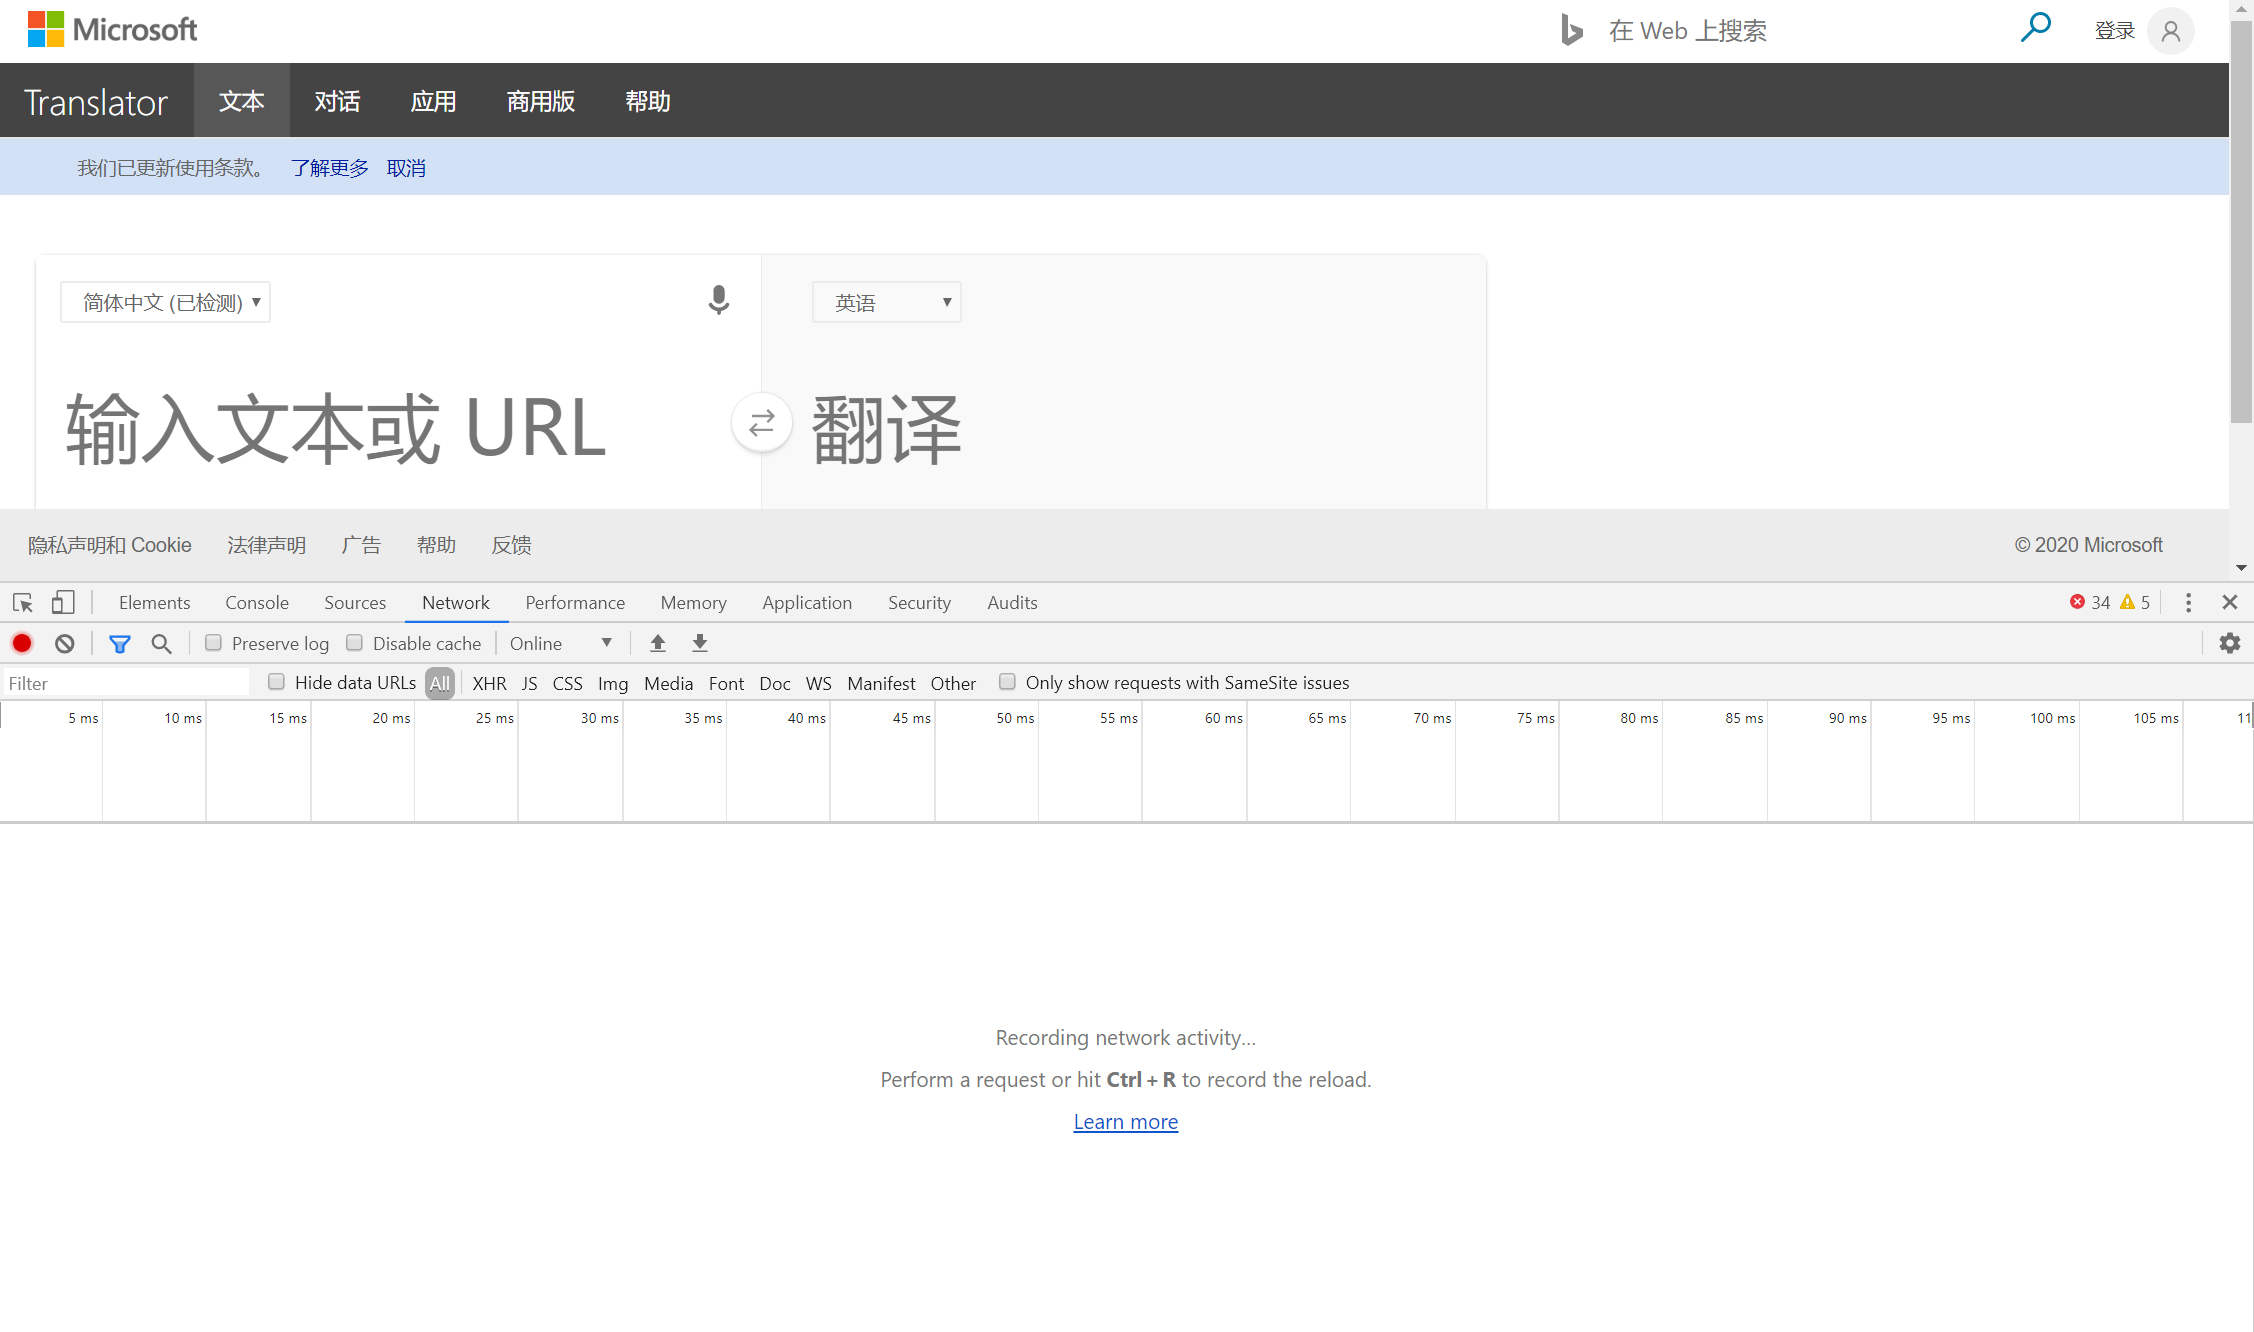 Microsoft
在 Web 上搜索
登录
Translator 文本 对话 应用 商用版 帮助
我们已更新使用条款。 了解更多 取消
简体中文 (已检测) 英语
输入文本或 URL 翻译
隐私声明和 Cookie 法律声明 广告 帮助 反馈 © 2020 Microsoft
Elements Console Sources Network Performance Memory Application Security Audits 34 5
Preserve log Disable cache Online
Filter Hide data URLs All XHR JS CSS Img Media Font Doc WS Manifest Other Only show requests with SameSite issues
5 ms 10 ms 15 ms 20 ms 25 ms 30 ms 35 ms 40 ms 45 ms 50 ms 55 ms 60 ms 65 ms 70 ms 75 ms 80 ms 85 ms 90 ms 95 ms 100 ms 105 ms 11
Recording network activity...
Perform a request or hit Ctrl + R to record the reload.
Learn more